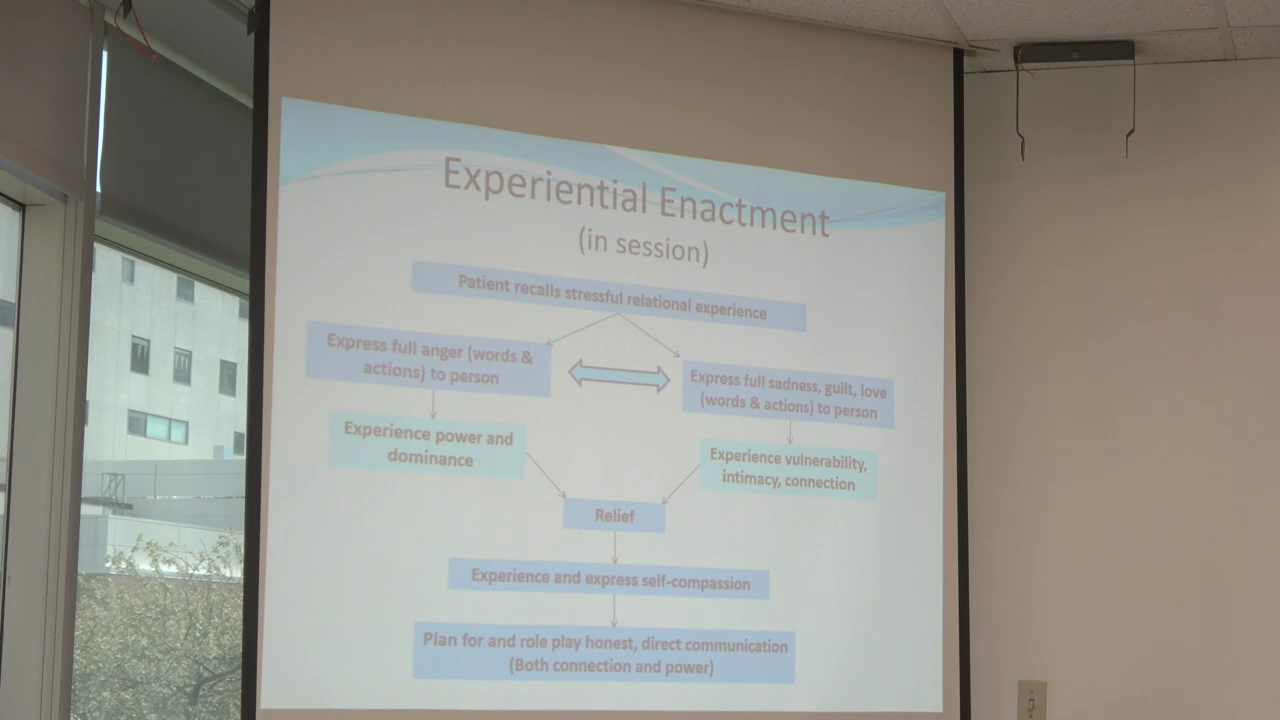 Experiential Enactment
(in session)
Patient recalls stressful relational experience
Express full anger (words &
actions) to person
Express full sadness, guilt, love
(words & actions) to person
Experience power and
dominance
Experience vulnerability,
intimacy, connection
Relief
Experience and express self-compassion
Plan for and role play honest, direct communication
(Both connection and power)